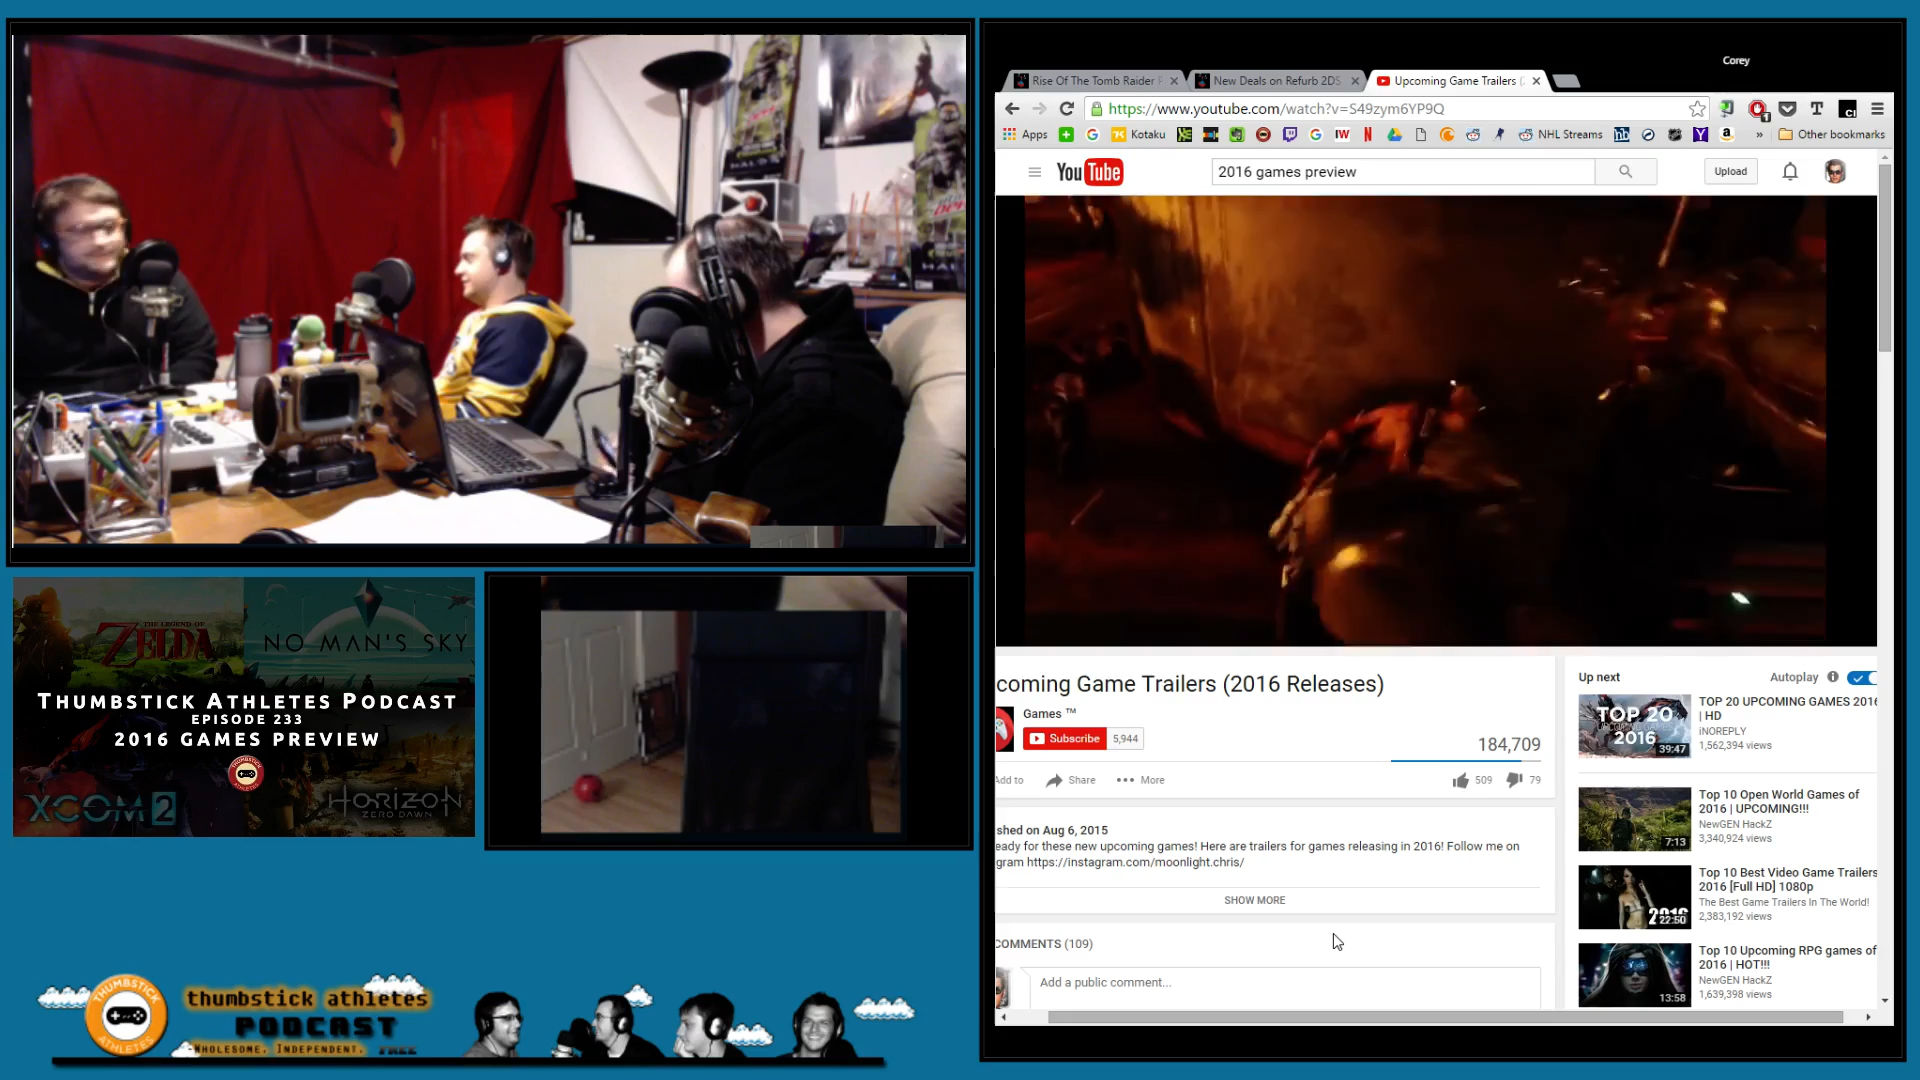 Corey
Rise Of The Tomb Raider
New Deals on Refurb 2DS
Upcoming Game Trailers (
https://www.youtube.com/watch?v=S49zym6YP9Q
Apps
Kotaku
IW
NHL Streams
»
Other bookmarks
YouTube
2016 games preview
Upload
coming Game Trailers (2016 Releases)
Games ™
Subscribe 5,944
184,709
Add to Share More
509 79
shed on Aug 6, 2015
eady for these new upcoming games! Here are trailers for games releasing in 2016! Follow me on
gram https://instagram.com/moonlight.chris/
SHOW MORE
COMMENTS (109)
Add a public comment...
Up next
Autoplay
TOP 20
2016
39:47
TOP 20 UPCOMING GAMES 2016
| HD
iNOREPLY
1,562,394 views
7:13
Top 10 Open World Games of
2016 | UPCOMING!!!
NewGEN HackZ
3,340,924 views
2016
22:50
Top 10 Best Video Game Trailers
2016 [Full HD] 1080p
The Best Game Trailers In The World!
2,383,192 views
13:58
Top 10 Upcoming RPG games of
2016 | HOT!!!
NewGEN HackZ
1,639,398 views
THE LEGEND OF
ZELDA
NO MAN'S SKY
THUMBSTICK ATHLETES PODCAST
EPISODE 233
2016 GAMES PREVIEW
XCOM 2
HORIZON
ZERO DAWN
THUMBSTICK
ATHLETES
thumbstick athletes
PODCAST
WHOLESOME. INDEPENDENT. FREE